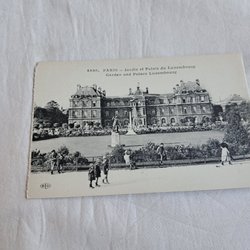 PARIS — Jardin et Palais du Luxembourg
Garden and Palace Luxembourg